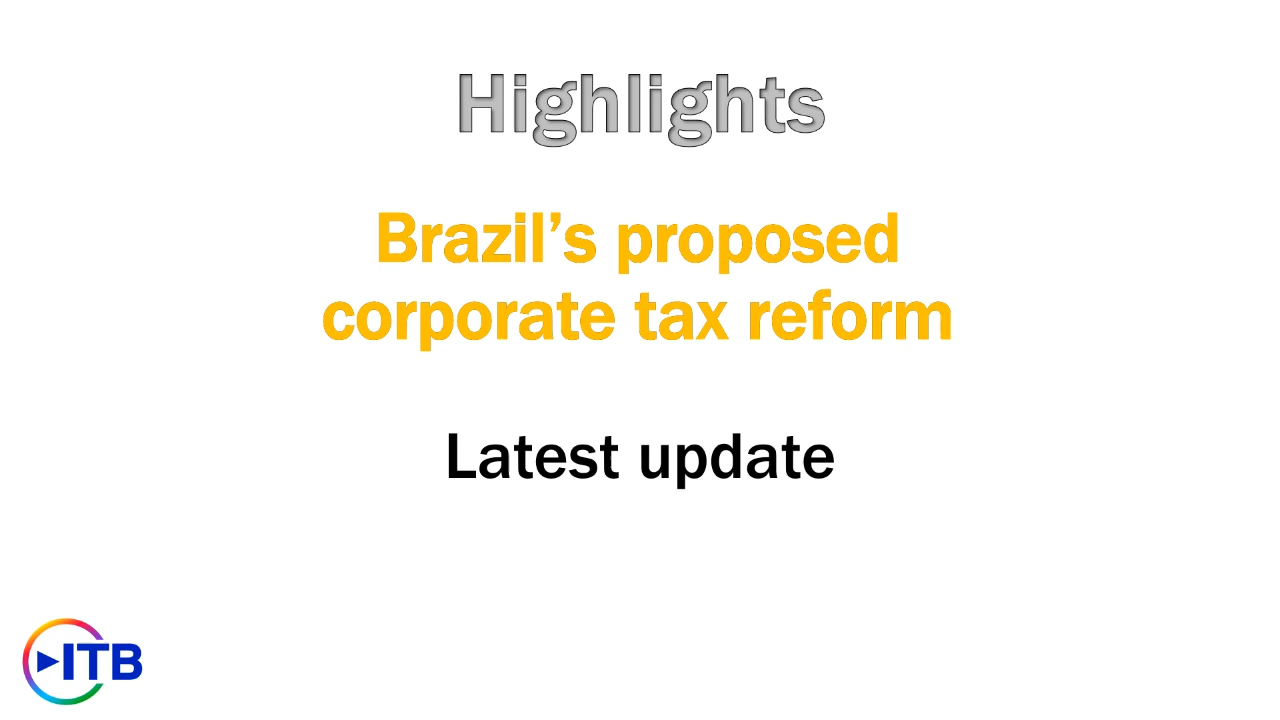 Highlights
Brazil’s proposed
corporate tax reform
Latest update
ITB